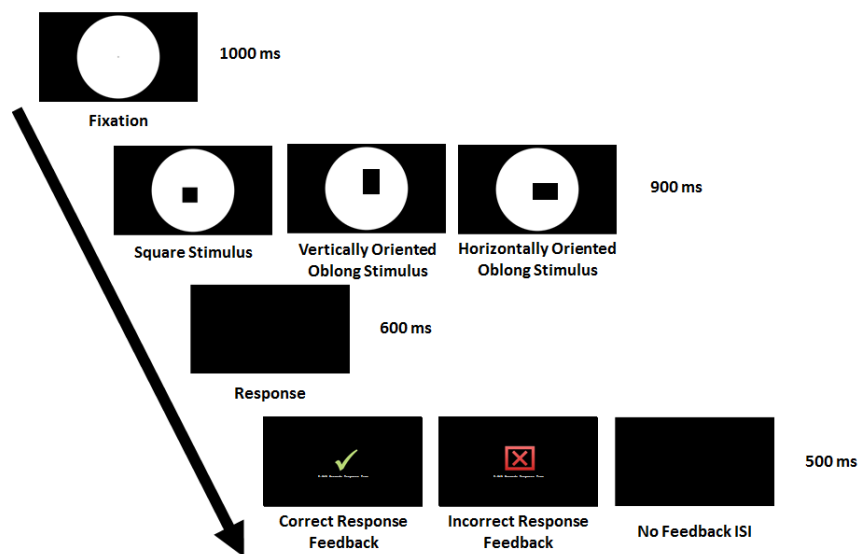 1000 ms
Fixation
900 ms
Square Stimulus
Vertically Oriented
Oblong Stimulus
Horizontally Oriented
Oblong Stimulus
600 ms
Response
500 ms
Correct Response
Feedback
Incorrect Response
Feedback
No Feedback ISI